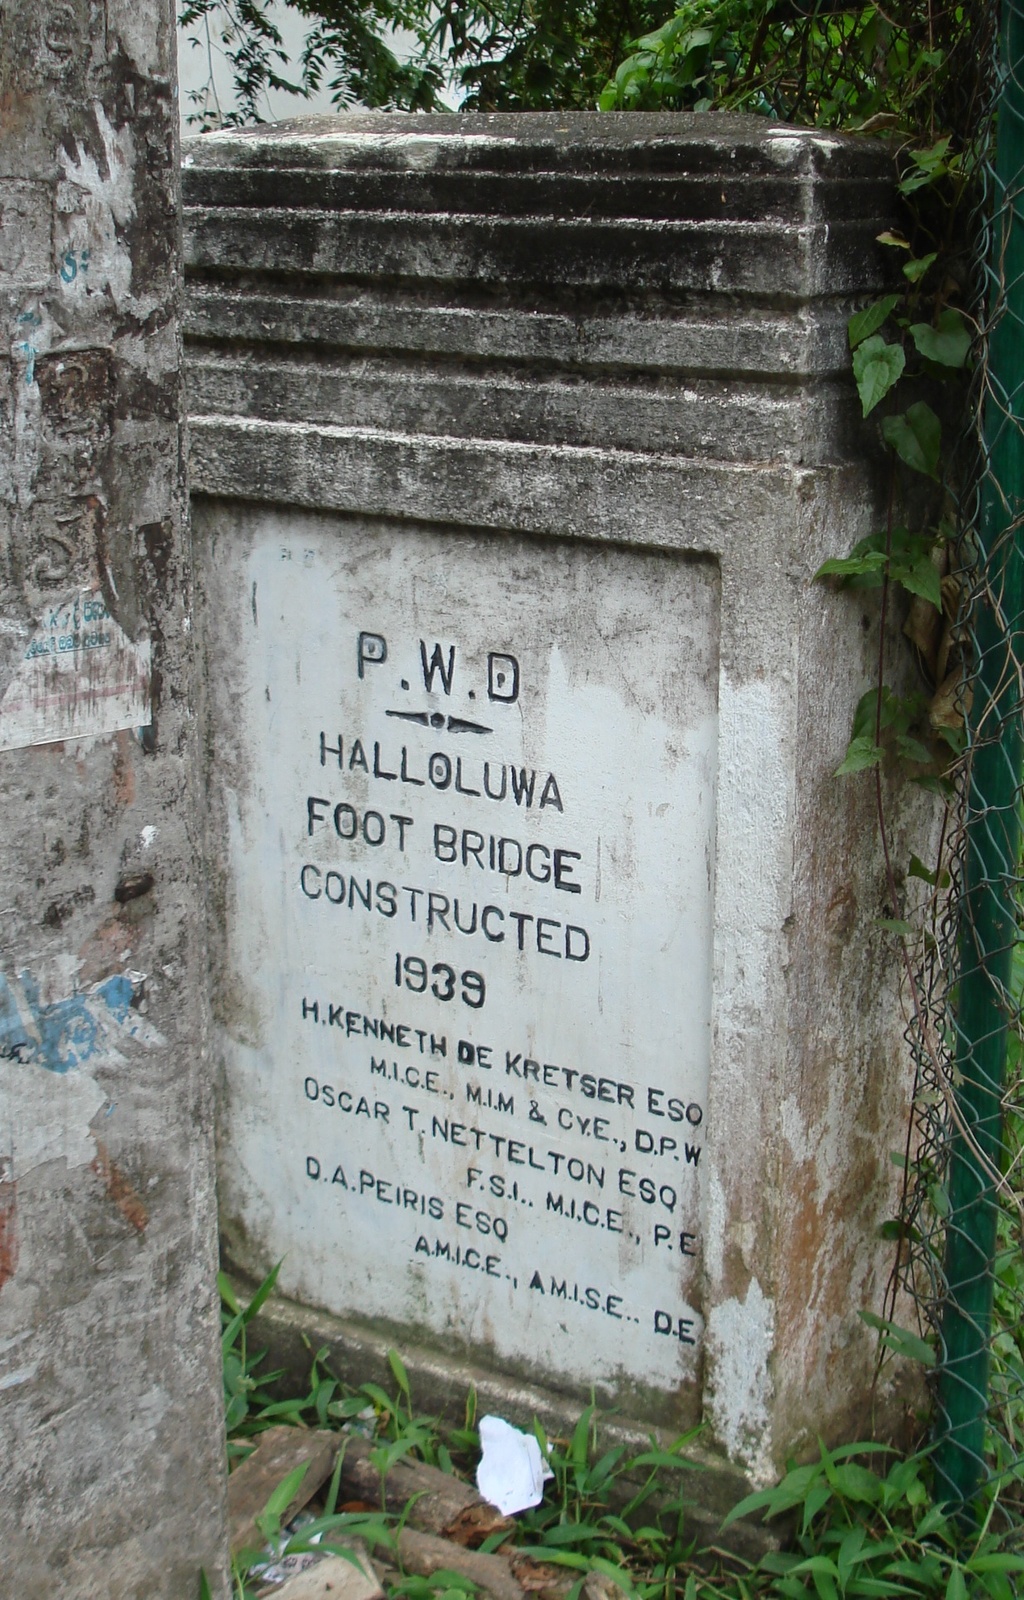 P.W.D
HALLOLUWA
FOOT BRIDGE
CONSTRUCTED
1939
H.KENNETH DE KRETSER ESQ
M.I.C.E., M.I.M & CY.E., D.P.W
OSCAR T. NETTELTON ESQ
F.S.I.. M.I.C.E., P.E
D.A.PEIRIS ESQ
A.M.I.C.E., A.M.I.S.E.. D.E